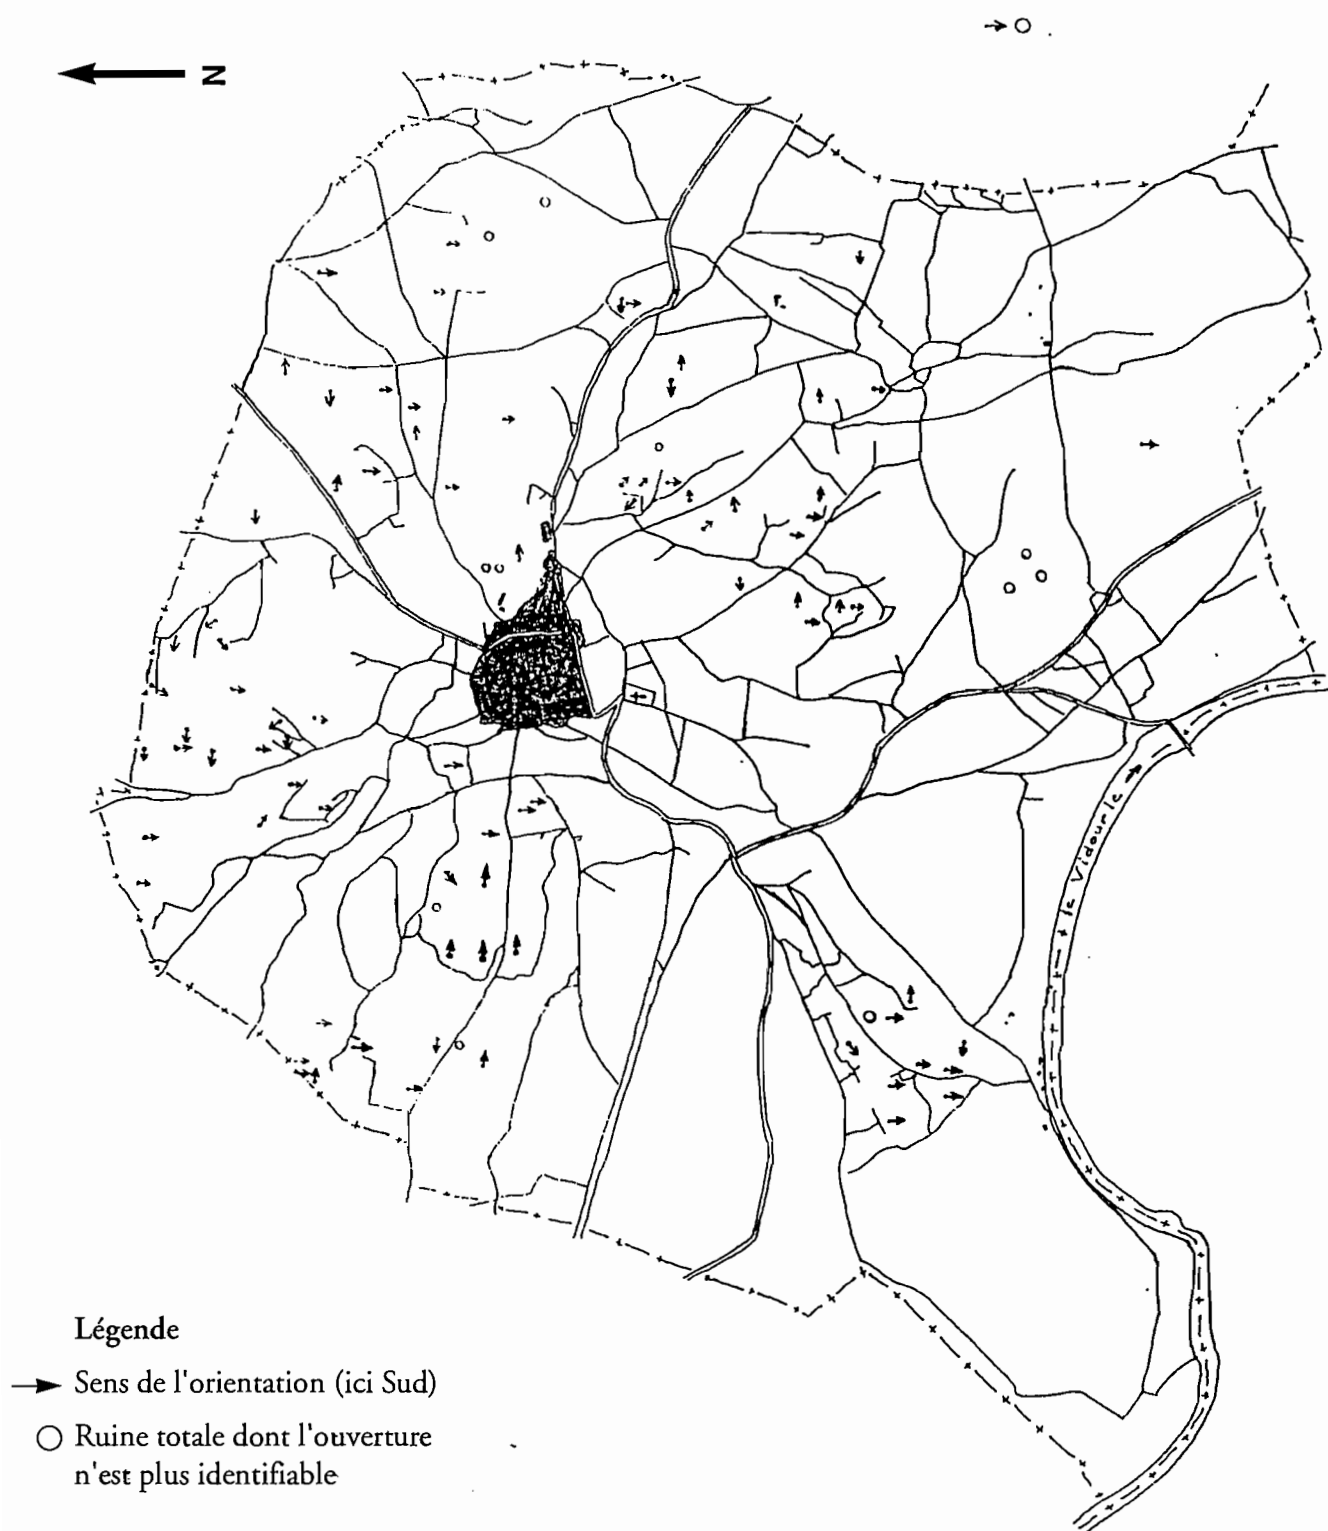 N
le Vidourle
Légende
Sens de l'orientation (ici Sud)
Ruine totale dont l'ouverture
n'est plus identifiable